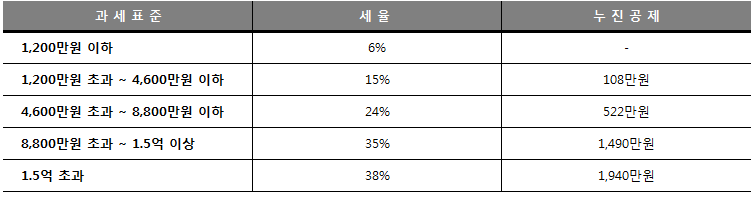 과 세 표 준 세 율 누 진 공 제
1,200만원 이하 6% -
1,200만원 초과 ~ 4,600만원 이하 15% 108만원
4,600만원 초과 ~ 8,800만원 이하 24% 522만원
8,800만원 초과 ~ 1.5억 이상 35% 1,490만원
1.5억 초과 38% 1,940만원